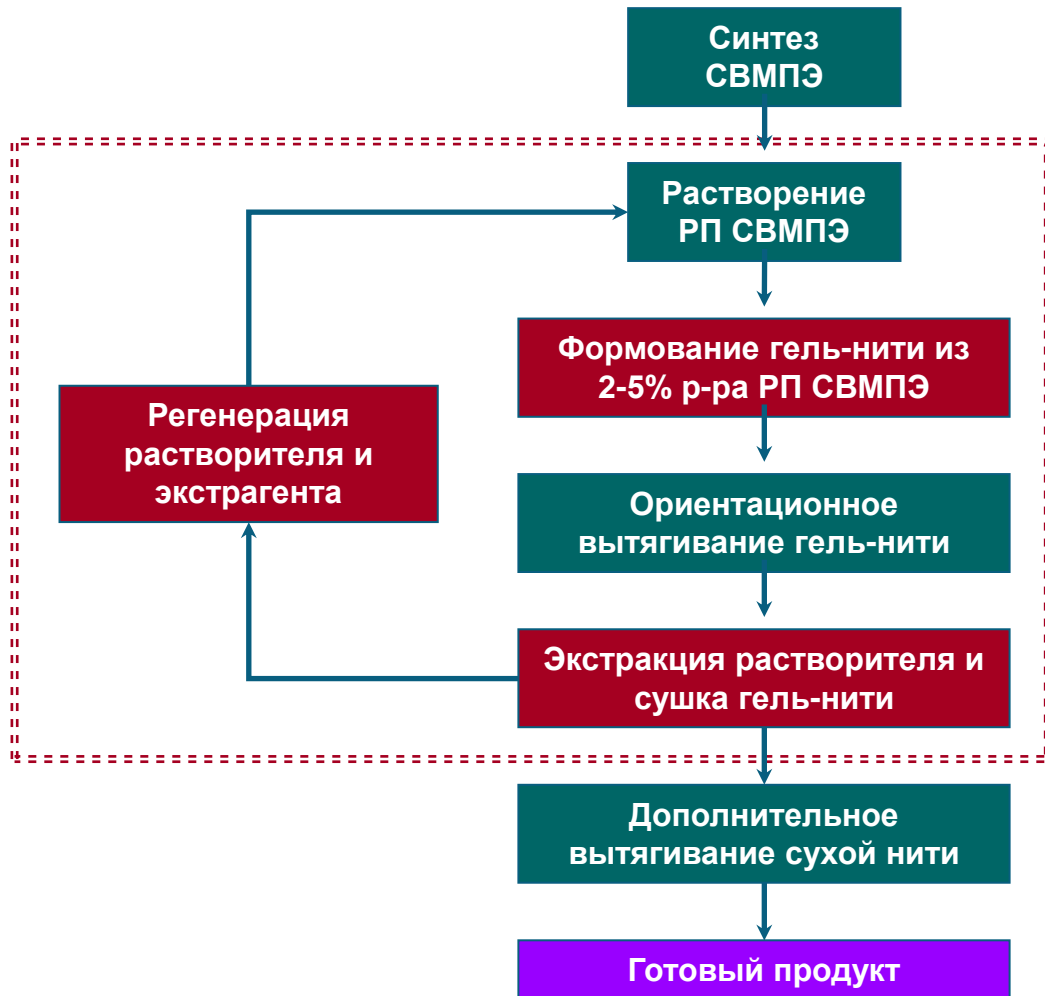 Синтез
СВМПЭ
Растворение
РП СВМПЭ
Формование гель-нити из
2-5% р-ра РП СВМПЭ
Регенерация
растворителя и
экстрагента
Ориентационное
вытягивание гель-нити
Экстракция растворителя и
сушка гель-нити
Дополнительное
вытягивание сухой нити
Готовый продукт